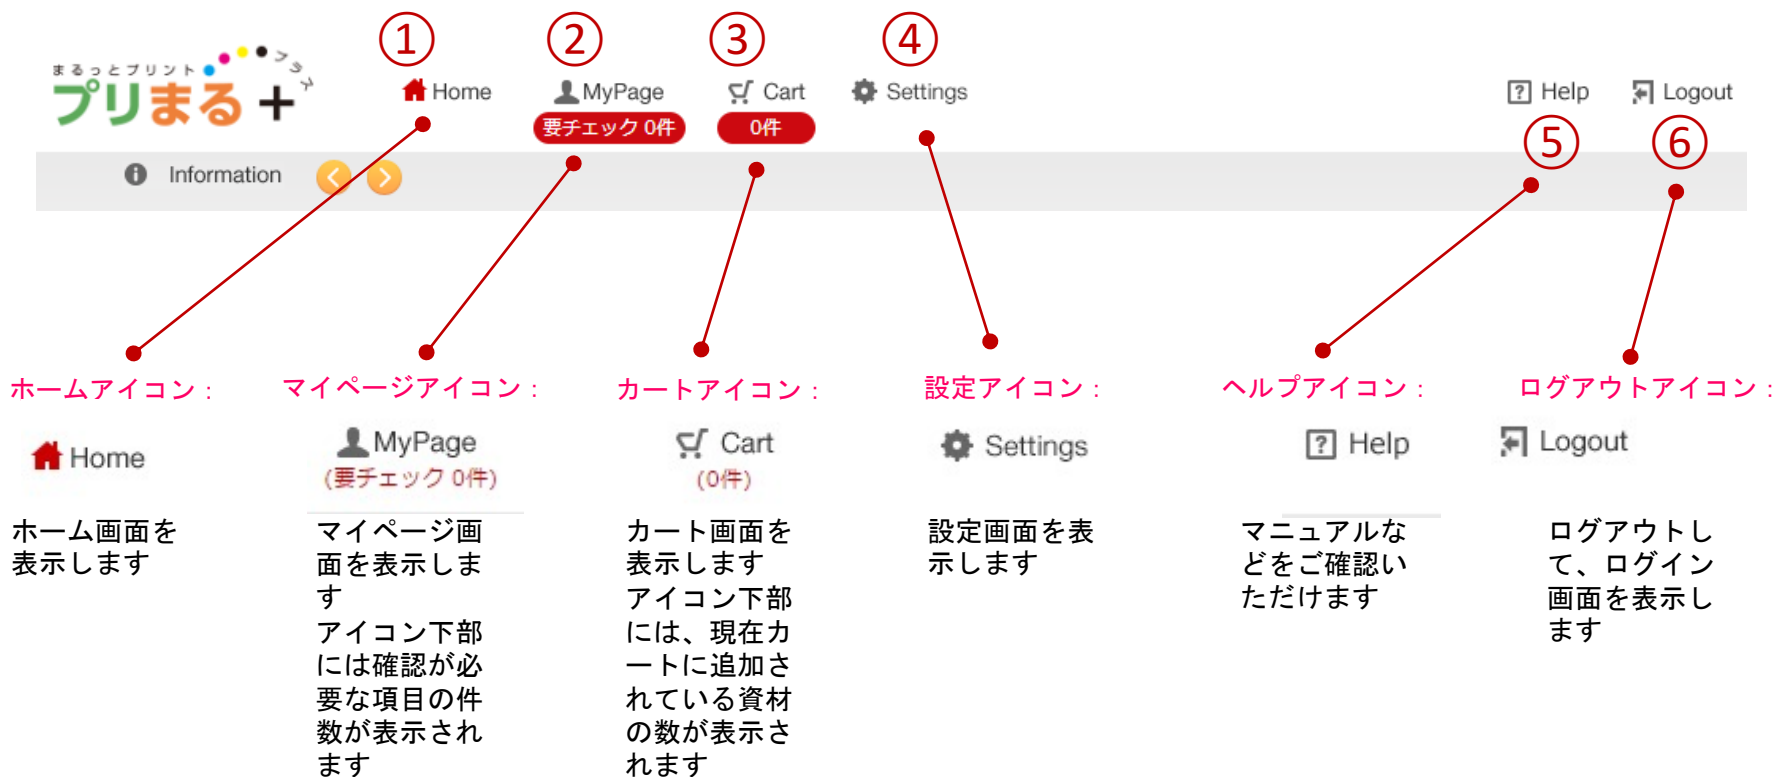 ① ② ③ ④
まるっとプリント プラス
プリまる+
Home MyPage Cart Settings Help Logout
要チェック 0件 0件
⑤ ⑥
Information
ホームアイコン：
Home
ホーム画面を
表示します
マイページアイコン：
MyPage
(要チェック 0件)
マイページ画
面を表示しま
す
アイコン下部
には確認が必
要な項目の件
数が表示され
ます
カートアイコン：
Cart
(0件)
カート画面を
表示します
アイコン下部
には、現在カ
ートに追加さ
れている資材
の数が表示さ
れます
設定アイコン：
Settings
設定画面を表
示します
ヘルプアイコン：
Help
マニュアルな
どをご確認い
ただけます
ログアウトアイコン：
Logout
ログアウトし
て、ログイン
画面を表示し
ます